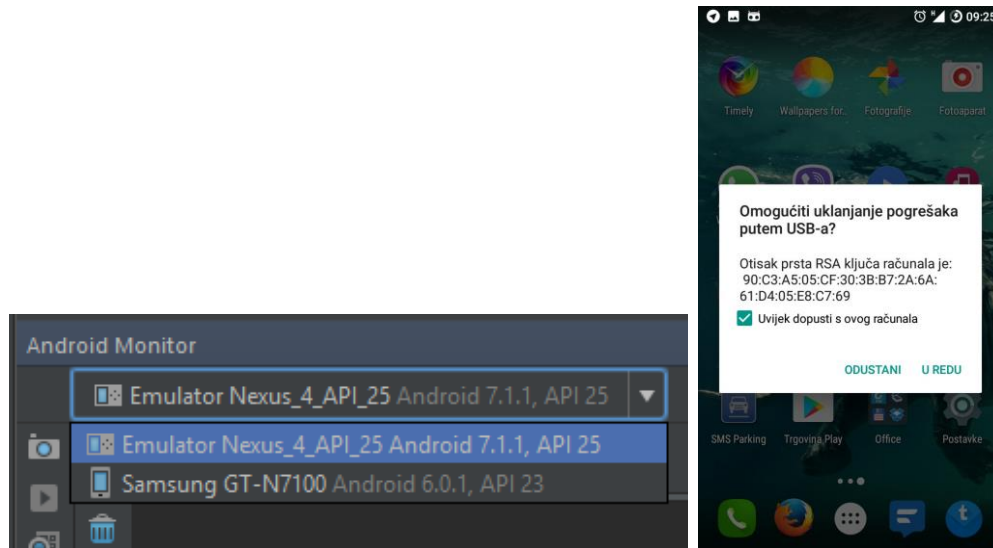 Android Monitor
Emulator Nexus_4_API_25 Android 7.1.1, API 25
Emulator Nexus_4_API_25 Android 7.1.1, API 25
Samsung GT-N7100 Android 6.0.1, API 23
09:25
Timely Wallpapers for.. Fotografije Fotoaparat
Omogućiti uklanjanje pogrešaka
putem USB-a?
Otisak prsta RSA ključa računala je:
90:C3:A5:05:CF:30:3B:B7:2A:6A:
61:D4:05:E8:C7:69
Uvijek dopusti s ovog računala
ODUSTANI U REDU
SMS Parking Trgovina Play Office Postavke